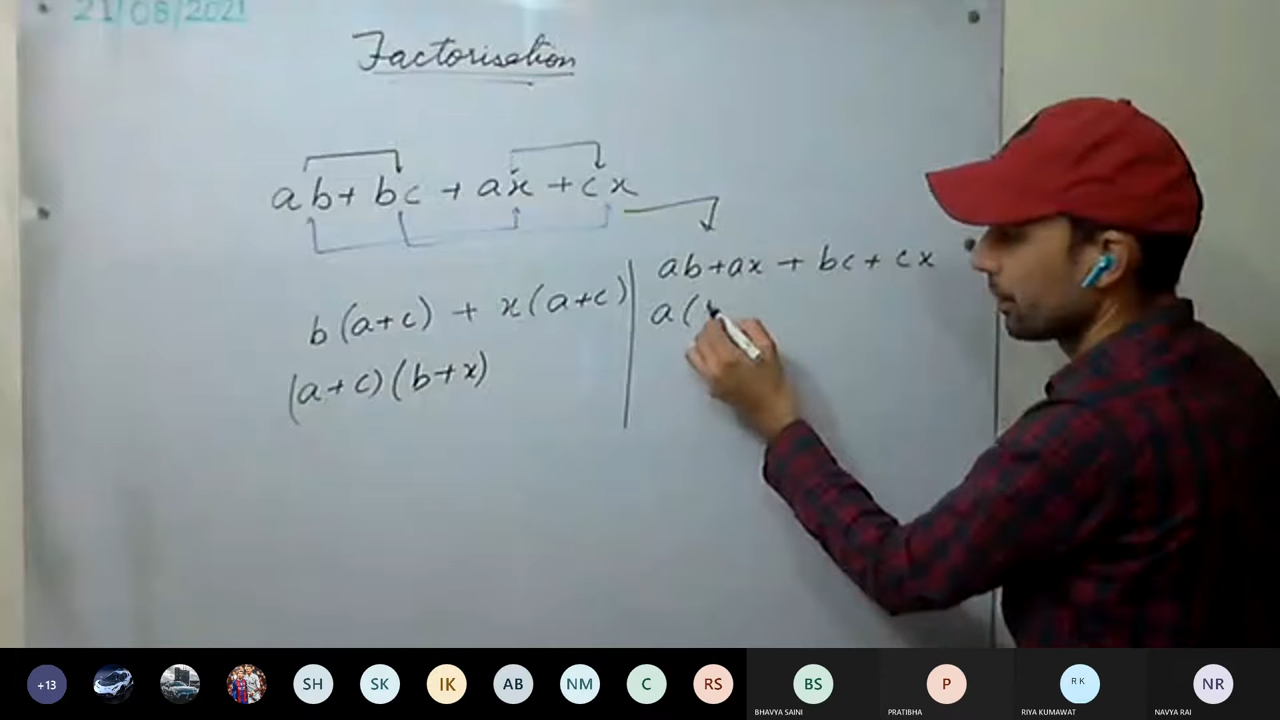 21/08/2021
Factorisation
ab + bc + ax + cx
ab + ax + bc + cx
b(a+c) + x(a+c)
a(
(a+c)(b+x)
+13
SH
SK
IK
AB
NM
C
RS
BS
BHAVYA SAINI
P
PRATIBHA
R K
RIYA KUMAWAT
NR
NAVYA RAI